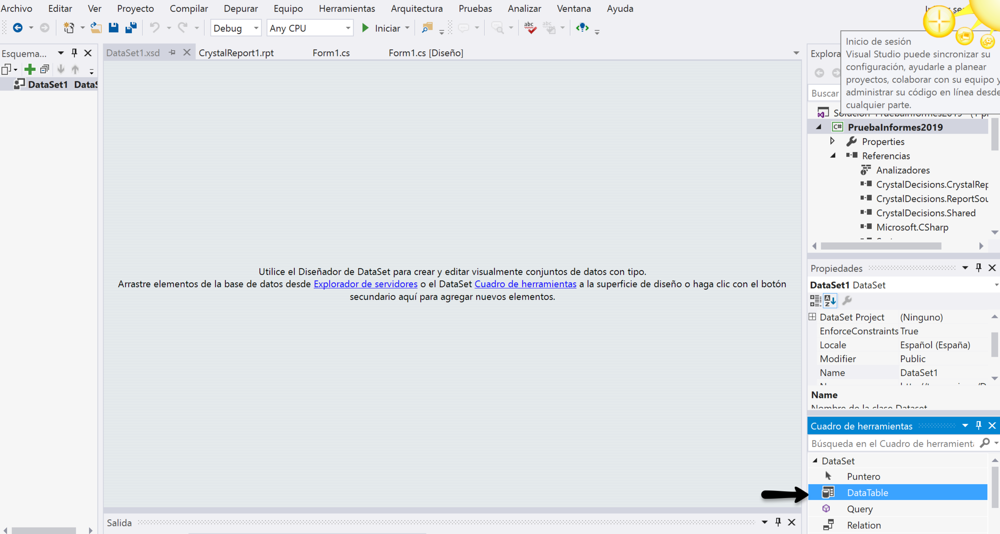 Archivo Editar Ver Proyecto Compilar Depurar Equipo Herramientas Arquitectura Pruebas Analizar Ventana Ayuda
Debug Any CPU Iniciar
Esquema...
DataSet1.xsd CrystalReport1.rpt Form1.cs Form1.cs [Diseño]
DataSet1
Utilice el Diseñador de DataSet para crear y editar visualmente conjuntos de datos con tipo.
Arrastre elementos de la base de datos desde Explorador de servidores o el DataSet Cuadro de herramientas a la superficie de diseño o haga clic con el botón
secundario aquí para agregar nuevos elementos.
Salida
Inicio de sesión
Visual Studio puede sincronizar su
configuración, ayudarle a planear
proyectos, colaborar con su equipo y
administrar su código en línea desde
cualquier parte.
Explora
Buscar
PruebaInformes2019
Properties
Referencias
Analizadores
CrystalDecisions.CrystalRep
CrystalDecisions.ReportSou
CrystalDecisions.Shared
Microsoft.CSharp
Propiedades
DataSet1 DataSet
DataSet Project (Ninguno)
EnforceConstraints True
Locale Español (España)
Modifier Public
Name DataSet1
Name
Nombre de la clase Dataset
Cuadro de herramientas
Búsqueda en el Cuadro de herramient
DataSet
Puntero
DataTable
Query
Relation